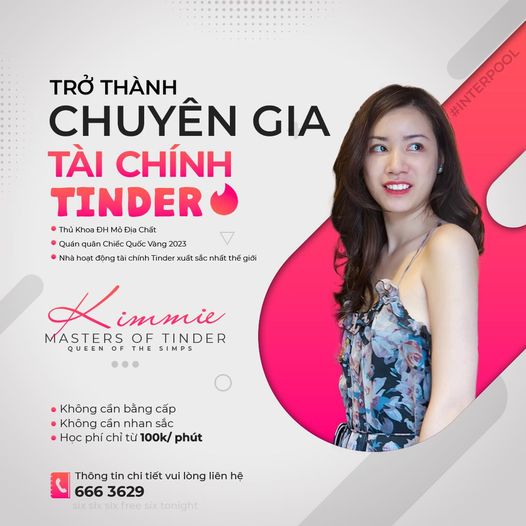 #INTERPOOL
TRỞ THÀNH
CHUYÊN GIA
TÀI CHÍNH
TINDER
Thủ Khoa ĐH Mỏ Địa Chất
Quán quân Chiếc Quốc Vàng 2023
Nhà hoạt động tài chính Tinder xuất sắc nhất thế giới
Kimmie
MASTERS OF TINDER
QUEEN OF THE SIMPS
Không cần bằng cấp
Không cần nhan sắc
Học phí chỉ từ 100k/ phút
Thông tin chi tiết vui lòng liên hệ
666 3629
six six six free six tonight